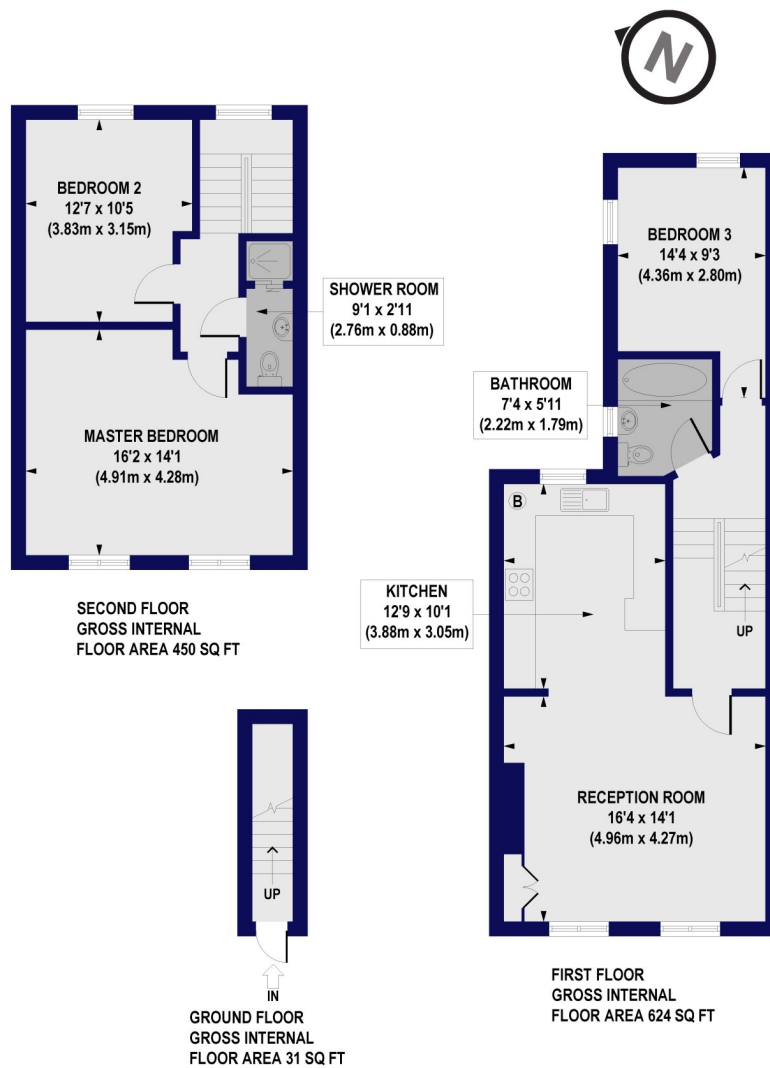 N
BEDROOM 2
12'7 x 10'5
(3.83m x 3.15m)
SHOWER ROOM
9'1 x 2'11
(2.76m x 0.88m)
MASTER BEDROOM
16'2 x 14'1
(4.91m x 4.28m)
SECOND FLOOR
GROSS INTERNAL
FLOOR AREA 450 SQ FT
BEDROOM 3
14'4 x 9'3
(4.36m x 2.80m)
BATHROOM
7'4 x 5'11
(2.22m x 1.79m)
B
KITCHEN
12'9 x 10'1
(3.88m x 3.05m)
UP
RECEPTION ROOM
16'4 x 14'1
(4.96m x 4.27m)
FIRST FLOOR
GROSS INTERNAL
FLOOR AREA 624 SQ FT
UP
IN
GROUND FLOOR
GROSS INTERNAL
FLOOR AREA 31 SQ FT